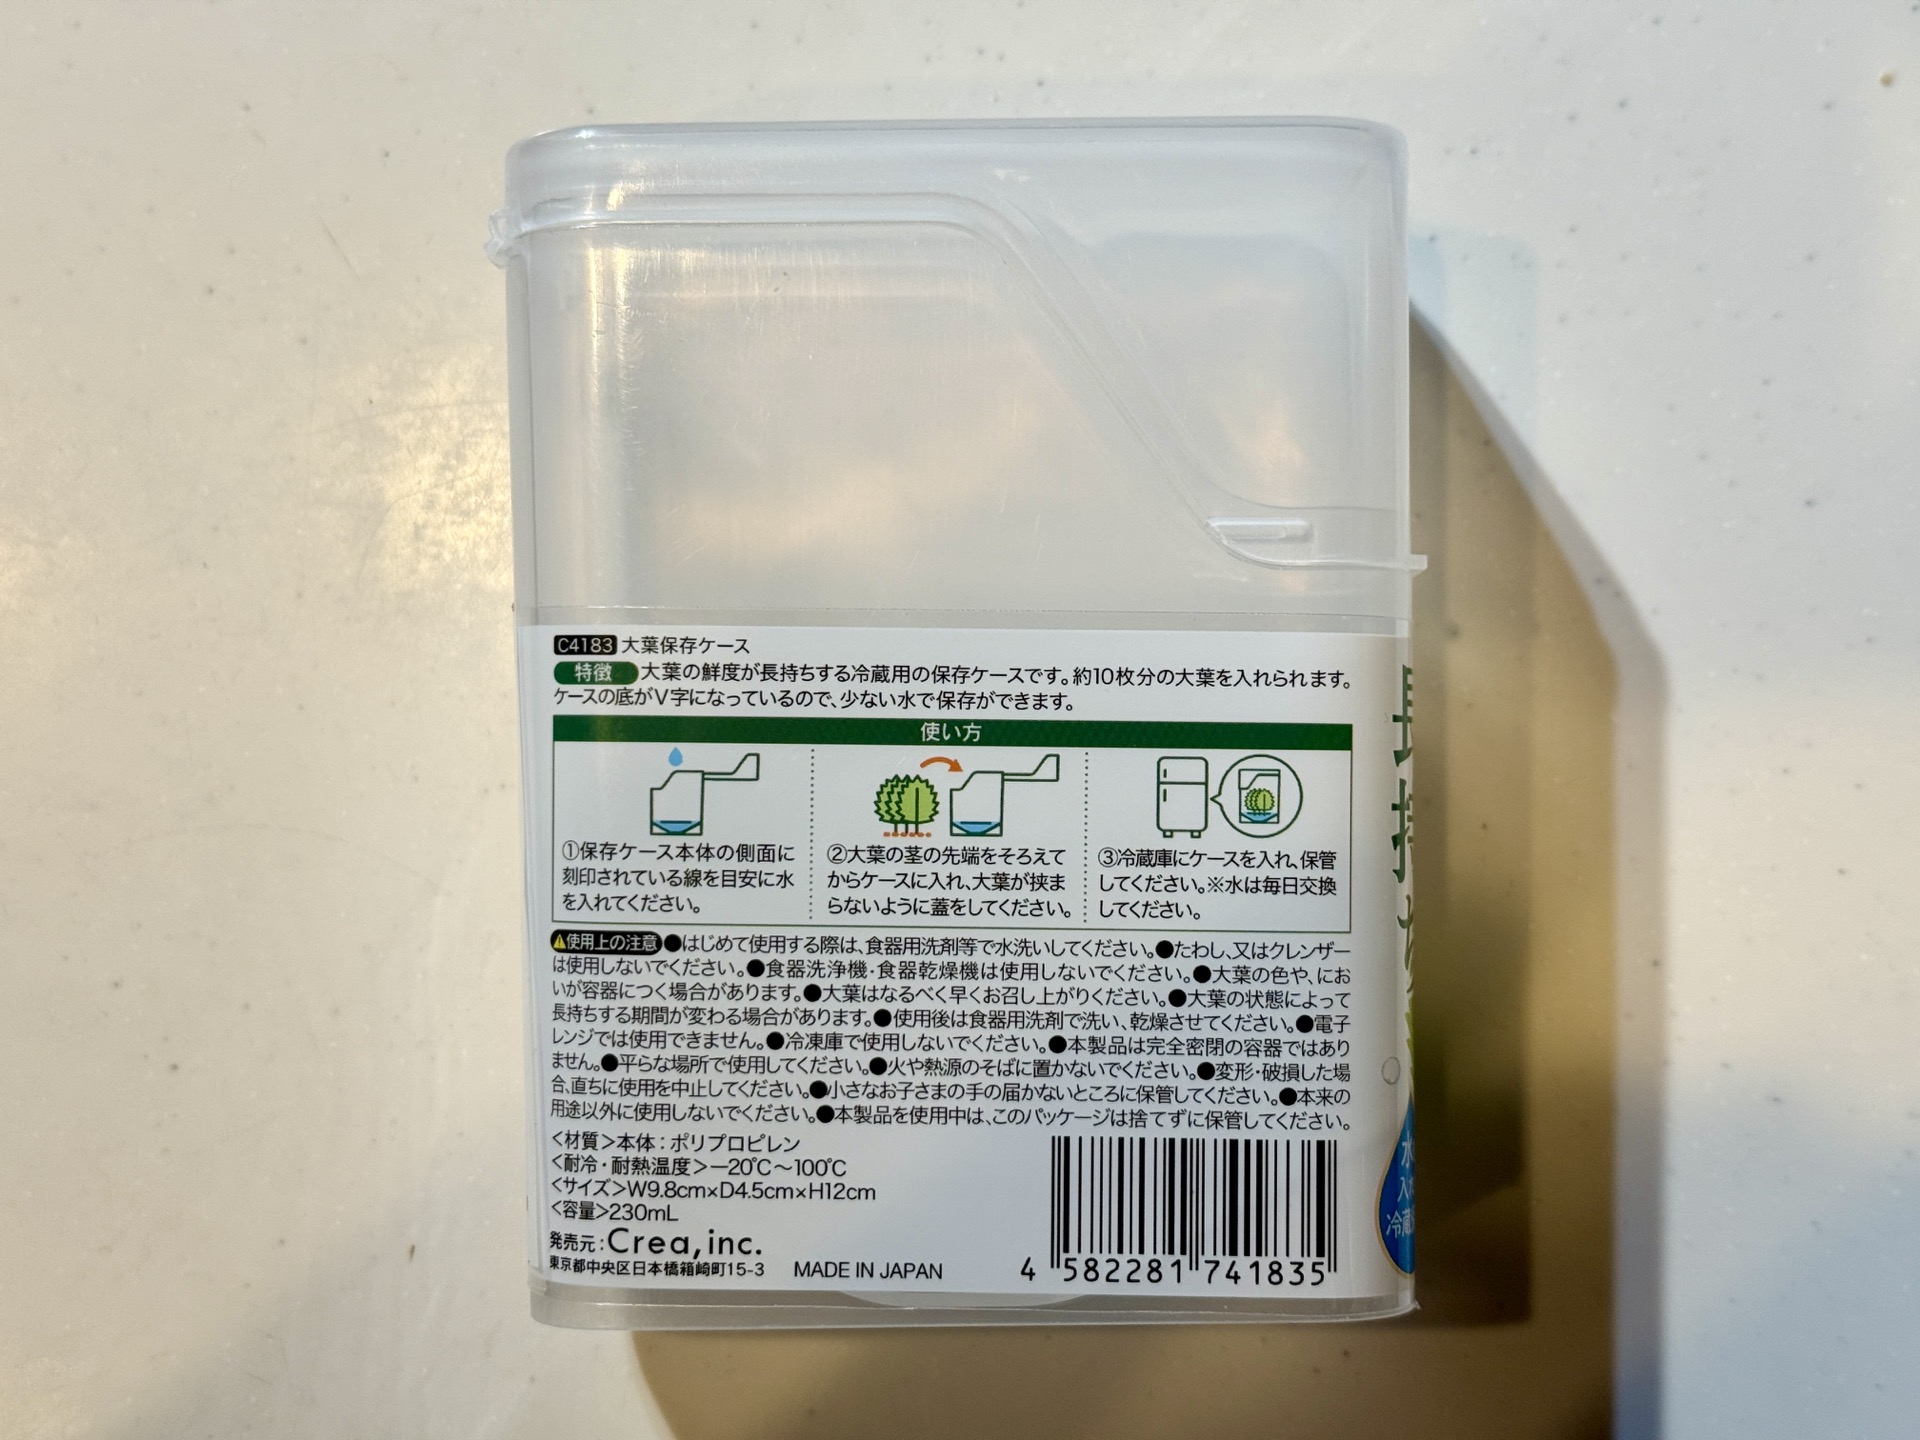 C4183 大葉保存ケース
特徴 大葉の鮮度が長持ちする冷蔵用の保存ケースです。約10枚分の大葉を入れられます。
ケースの底がV字になっているので、少ない水で保存ができます。
使い方
①保存ケース本体の側面に
刻印されている線を目安に水
を入れてください。
②大葉の茎の先端をそろえて
からケースに入れ、大葉が挟ま
らないように蓋をしてください。
③冷蔵庫にケースを入れ、保管
してください。※水は毎日交換
してください。
使用上の注意 ●はじめて使用する際は、食器用洗剤等で水洗いしてください。●たわし、又はクレンザー
は使用しないでください。●食器洗浄機・食器乾燥機は使用しないでください。●大葉の色や、にお
いが容器につく場合があります。●大葉はなるべく早くお召し上がりください。●大葉の状態によって
長持ちする期間が変わる場合があります。●使用後は食器用洗剤で洗い、乾燥させてください。●電子
レンジでは使用できません。●冷凍庫で使用しないでください。●本製品は完全密閉の容器ではあり
ません。●平らな場所で使用してください。●火や熱源のそばに置かないでください。●変形・破損した場
合、直ちに使用を中止してください。●小さなお子さまの手の届かないところに保管してください。●本来の
用途以外に使用しないでください。●本製品を使用中は、このパッケージは捨てずに保管してください。
<材質>本体：ポリプロピレン
<耐冷・耐熱温度>−20℃～100℃
<サイズ>W9.8cm×D4.5cm×H12cm
<容量>230mL
発売元：Crea,inc.
東京都中央区日本橋箱崎町15-3 MADE IN JAPAN
4 582281 741835
長持ち
水
入れ
冷蔵